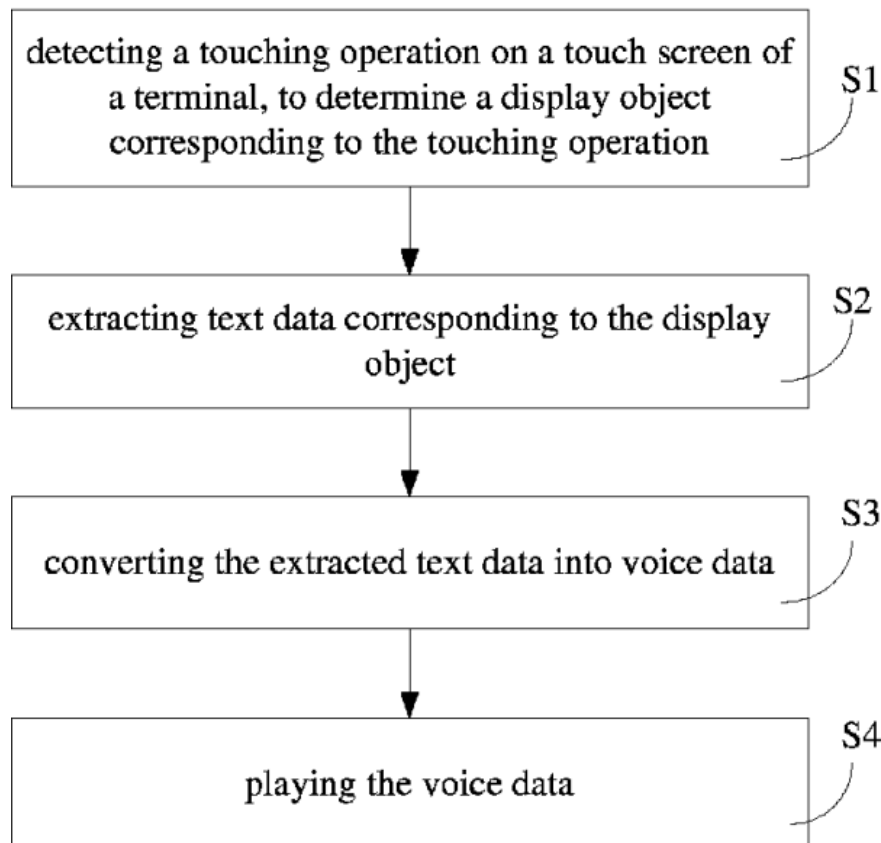 detecting a touching operation on a touch screen of
a terminal, to determine a display object
corresponding to the touching operation
S1
extracting text data corresponding to the display
object
S2
converting the extracted text data into voice data
S3
playing the voice data
S4